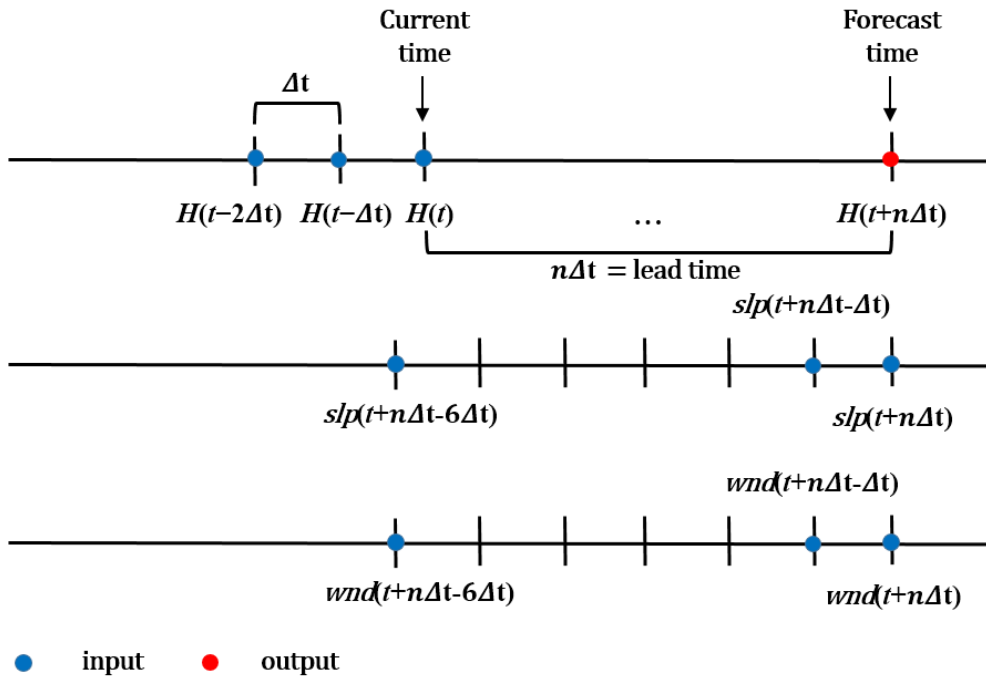 Current time
Forecast time
Δt
H(t−2Δt) H(t−Δt) H(t) ... H(t+nΔt)
nΔt = lead time
slp(t+nΔt-Δt)
slp(t+nΔt-6Δt) slp(t+nΔt)
wnd(t+nΔt-Δt)
wnd(t+nΔt-6Δt) wnd(t+nΔt)
input output